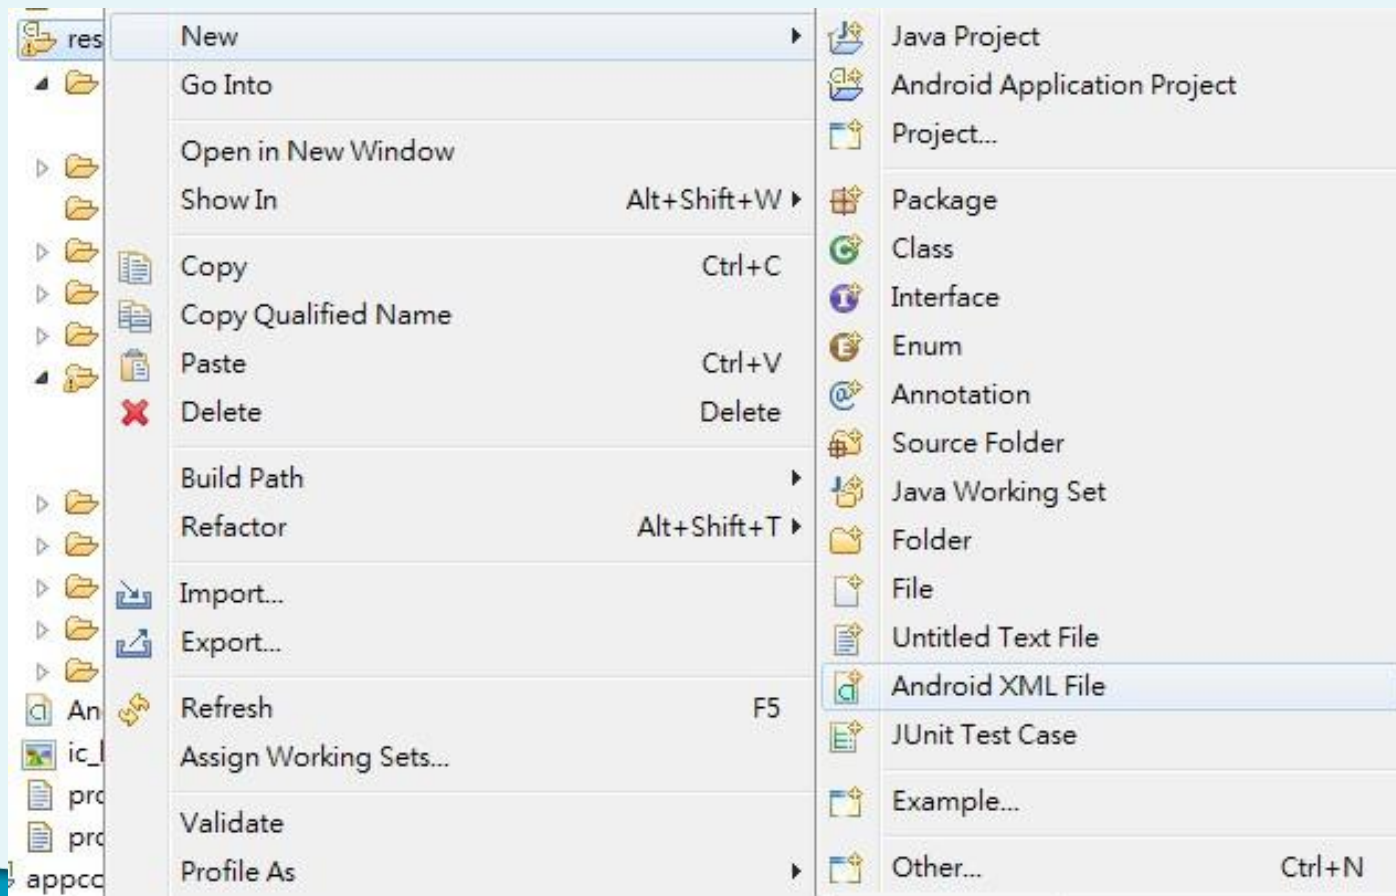 res
An
ic_l
pro
pro
appcc
New
Go Into
Open in New Window
Show In Alt+Shift+W
Copy Ctrl+C
Copy Qualified Name
Paste Ctrl+V
Delete Delete
Build Path
Refactor Alt+Shift+T
Import...
Export...
Refresh F5
Assign Working Sets...
Validate
Profile As
Java Project
Android Application Project
Project...
Package
Class
Interface
Enum
Annotation
Source Folder
Java Working Set
Folder
File
Untitled Text File
Android XML File
JUnit Test Case
Example...
Other... Ctrl+N